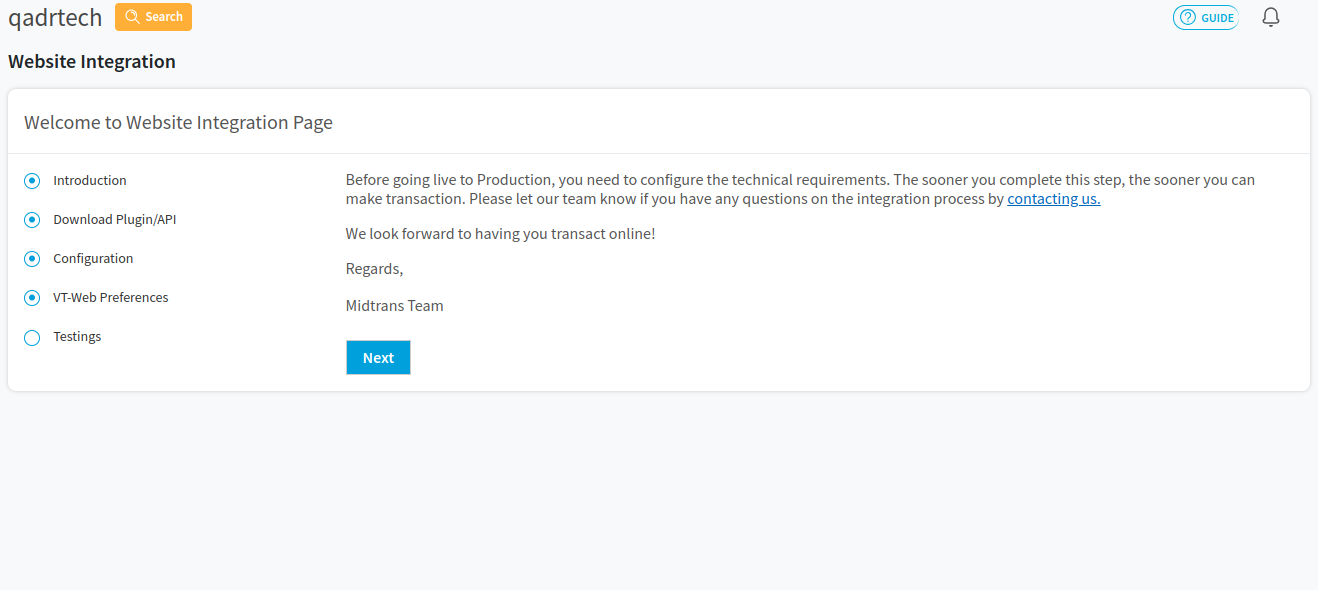 qadrtech
Search
GUIDE
Website Integration
Welcome to Website Integration Page
Introduction
Download Plugin/API
Configuration
VT-Web Preferences
Testings
Before going live to Production, you need to configure the technical requirements. The sooner you complete this step, the sooner you can
make transaction. Please let our team know if you have any questions on the integration process by contacting us.
We look forward to having you transact online!
Regards,
Midtrans Team
Next